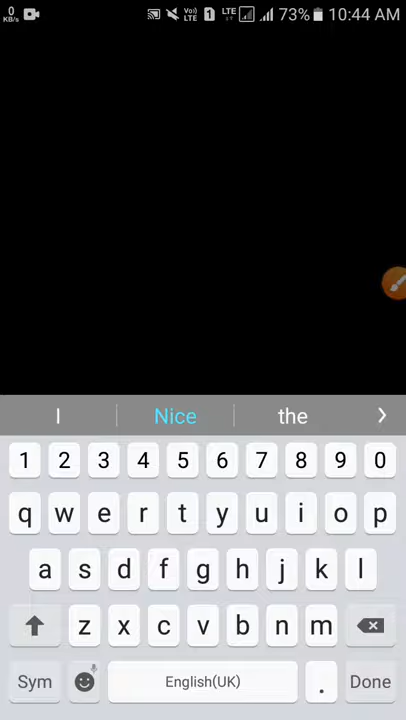 0 KB/s Vo)) LTE 1 LTE 73% 10:44 AM
I Nice the
1 2 3 4 5 6 7 8 9 0
q w e r t y u i o p
a s d f g h j k l
z x c v b n m
Sym English(UK) . Done